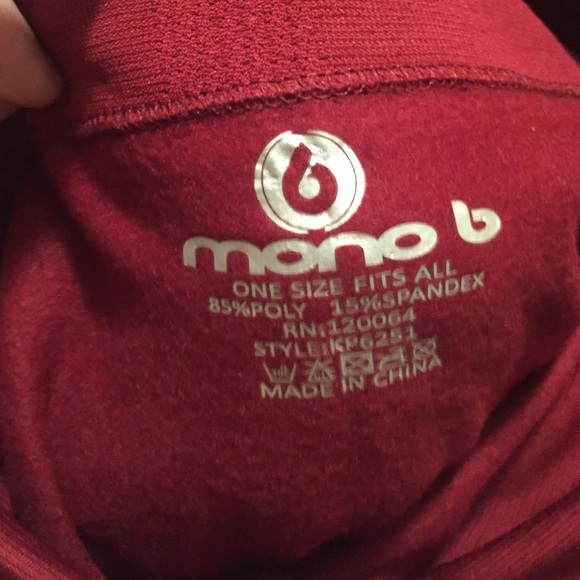 mono b
ONE SIZE FITS ALL
85%POLY 15%SPANDEX
RN:120064
STYLE:KP6251
MADE IN CHINA